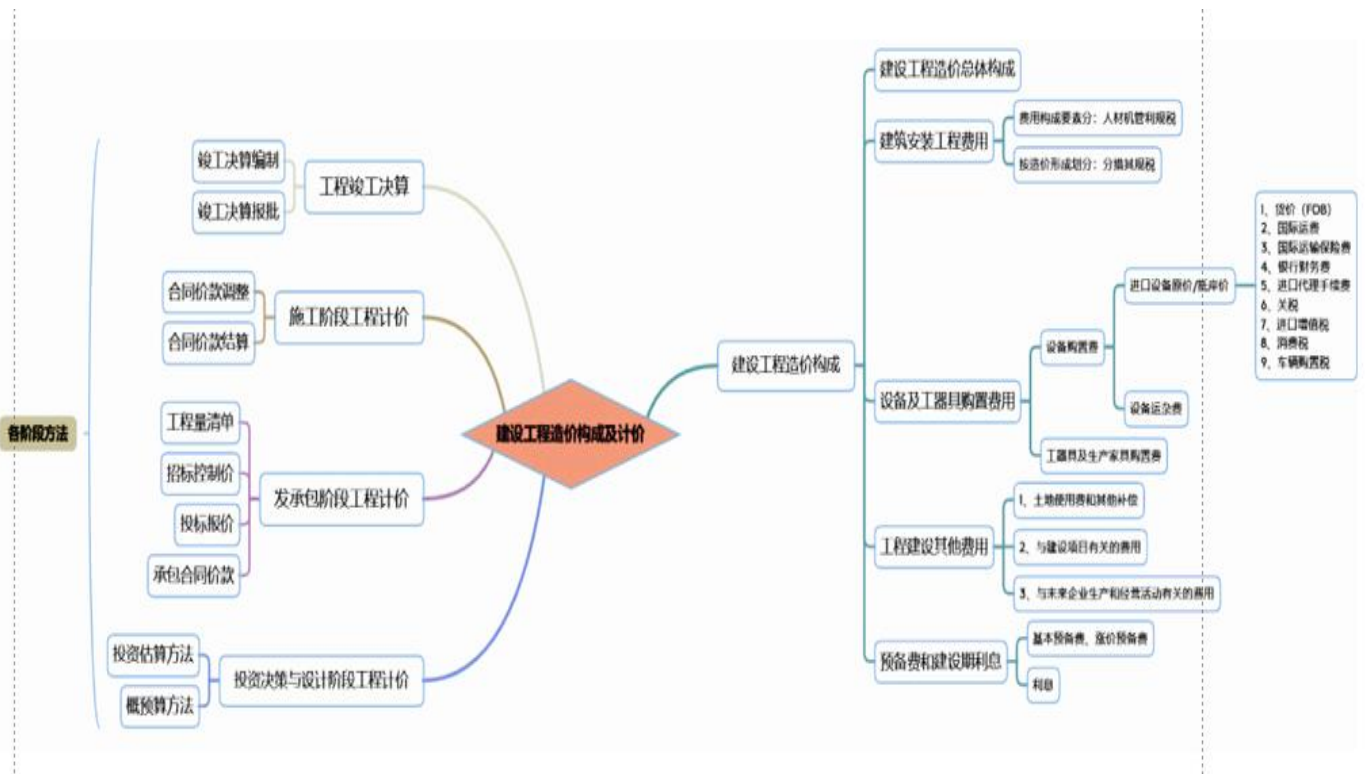 各阶段方法
竣工决算编制
竣工决算报批
工程竣工决算
合同价款调整
合同价款结算
施工阶段工程计价
工程量清单
招标控制价
投标报价
承包合同价款
发承包阶段工程计价
投资估算方法
概预算方法
投资决策与设计阶段工程计价
建设工程造价构成及计价
建设工程造价构成
建设工程造价总体构成
建筑安装工程费用
费用构成要素分：人材机管利规税
按造价形成划分：分措其规税
设备及工器具购置费用
设备购置费
进口设备原价/抵岸价
1、货价（FOB）
2、国际运费
3、国际运输保险费
4、银行财务费
5、进口代理手续费
6、关税
7、进口增值税
8、消费税
9、车辆购置税
设备运杂费
工器具及生产家具购置费
工程建设其他费用
1、土地使用费和其他补偿
2、与建设项目有关的费用
3、与未来企业生产和经营活动有关的费用
预备费和建设期利息
基本预备费、涨价预备费
利息